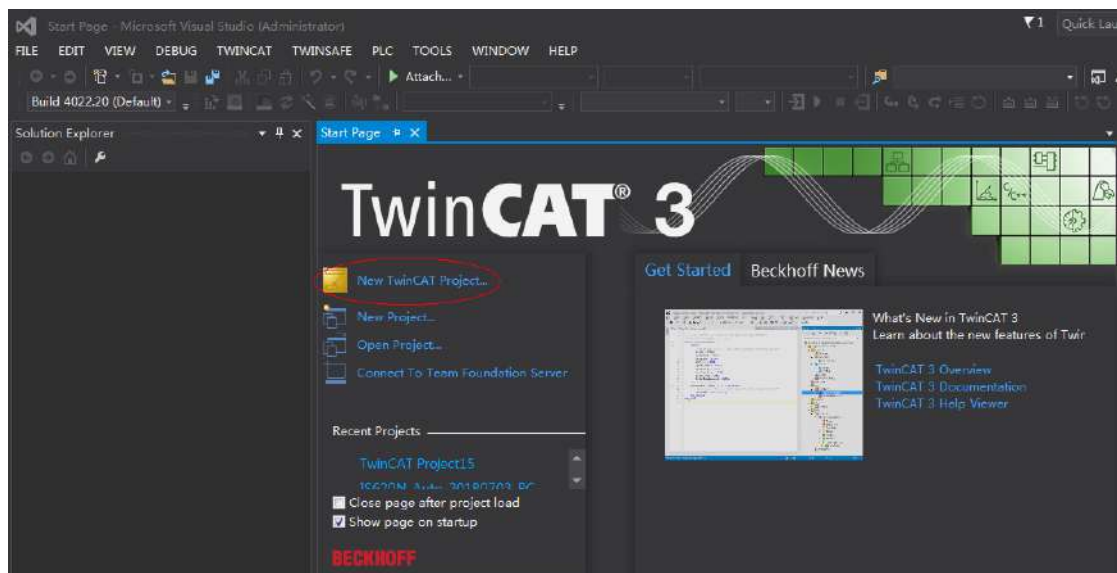 Start Page - Microsoft Visual Studio (Administrator)
1
Quick Lau
FILE EDIT VIEW DEBUG TWINCAT TWINSAFE PLC TOOLS WINDOW HELP
Attach...
Build 4022.20 (Default)
Solution Explorer
Start Page
TwinCAT® 3
C/C++
New TwinCAT Project...
New Project...
Open Project...
Connect To Team Foundation Server
Recent Projects
TwinCAT Project15
IS620N_Auto_20180703_PC
Close page after project load
Show page on startup
BECKHOFF
Get Started Beckhoff News
What's New in TwinCAT 3
Learn about the new features of Twir
TwinCAT 3 Overview
TwinCAT 3 Documentation
TwinCAT 3 Help Viewer